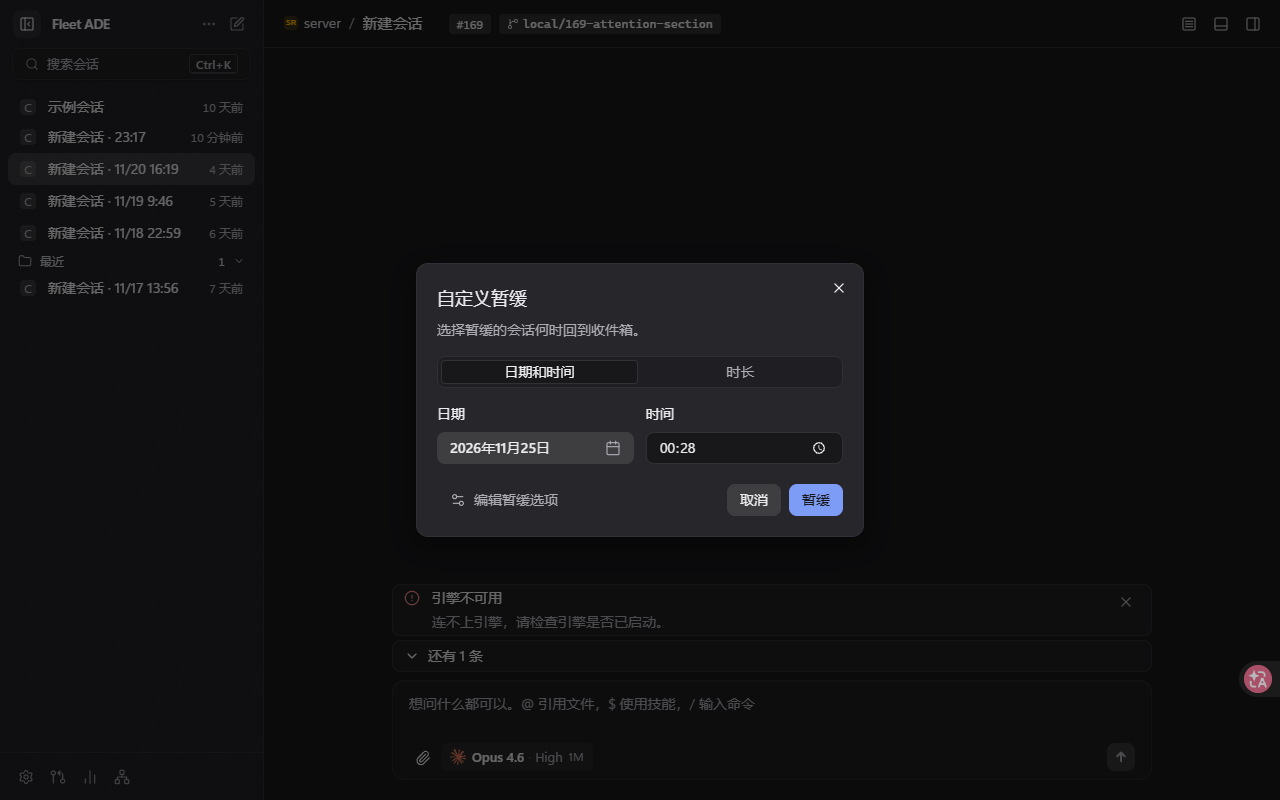 Fleet ADE
搜索会话 Ctrl+K
C 示例会话 10 天前
C 新建会话 · 23:17 10 分钟前
C 新建会话 · 11/20 16:19 4 天前
C 新建会话 · 11/19 9:46 5 天前
C 新建会话 · 11/18 22:59 6 天前
最近 1
C 新建会话 · 11/17 13:56 7 天前
SR server / 新建会话 #169 local/169-attention-section
自定义暂缓
选择暂缓的会话何时回到收件箱。
日期和时间 时长
日期 时间
2026年11月25日 00:28
编辑暂缓选项 取消 暂缓
引擎不可用
连不上引擎，请检查引擎是否已启动。
还有 1 条
想问什么都可以。@ 引用文件，$ 使用技能，/ 输入命令
Opus 4.6 · High 1M